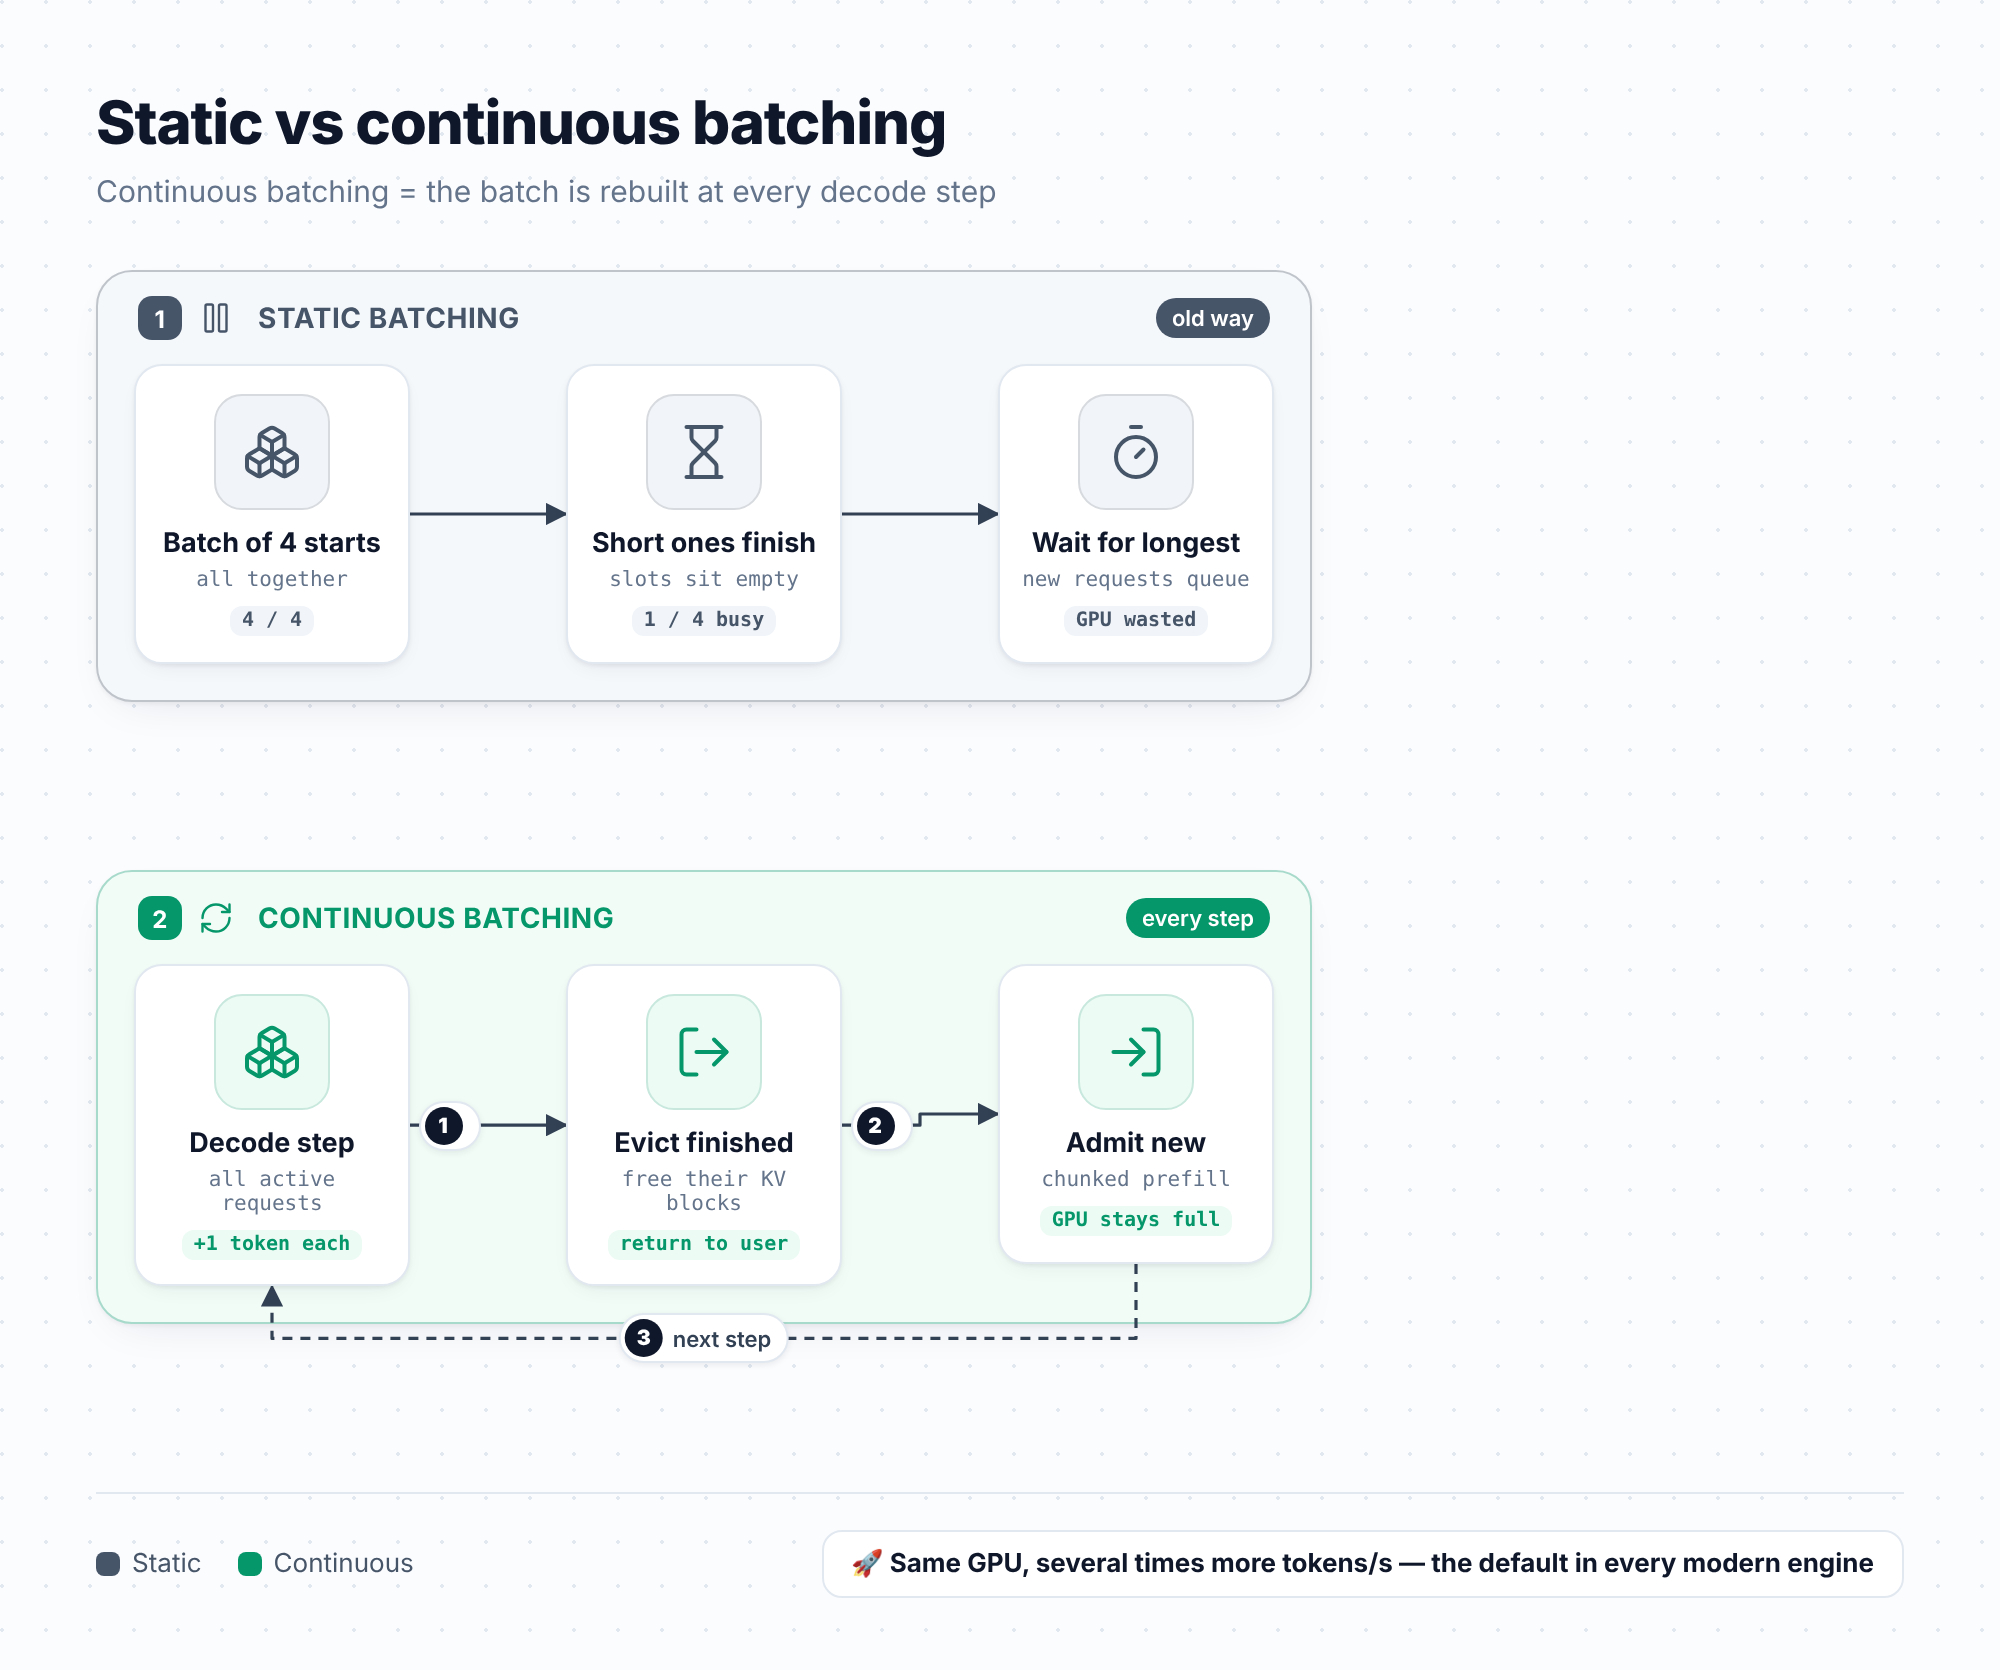 Static vs continuous batching
Continuous batching = the batch is rebuilt at every decode step
1 STATIC BATCHING old way
Batch of 4 starts
all together
4 / 4
Short ones finish
slots sit empty
1 / 4 busy
Wait for longest
new requests queue
GPU wasted
2 CONTINUOUS BATCHING every step
Decode step
all active
requests
+1 token each
1
Evict finished
free their KV
blocks
return to user
2
Admit new
chunked prefill
GPU stays full
3 next step
Static Continuous
🚀 Same GPU, several times more tokens/s — the default in every modern engine